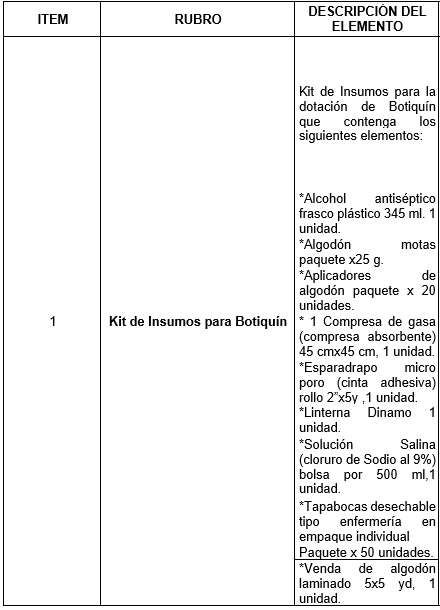 ITEM
RUBRO
DESCRIPCIÓN DEL
ELEMENTO
1
Kit de Insumos para Botiquín
Kit de Insumos para la
dotación de Botiquín
que contenga los
siguientes elementos:
*Alcohol antiséptico
frasco plástico 345 ml. 1
unidad.
*Algodón motas
paquete x25 g.
*Aplicadores de
algodón paquete x 20
unidades.
* 1 Compresa de gasa
(compresa absorbente)
45 cmx45 cm, 1 unidad.
*Esparadrapo micro
poro (cinta adhesiva)
rollo 2”x5y ,1 unidad.
*Linterna Dinamo 1
unidad.
*Solución Salina
(cloruro de Sodio al 9%)
bolsa por 500 ml,1
unidad.
*Tapabocas desechable
tipo enfermería en
empaque individual
Paquete x 50 unidades.
*Venda de algodón
laminado 5x5 yd, 1
unidad.